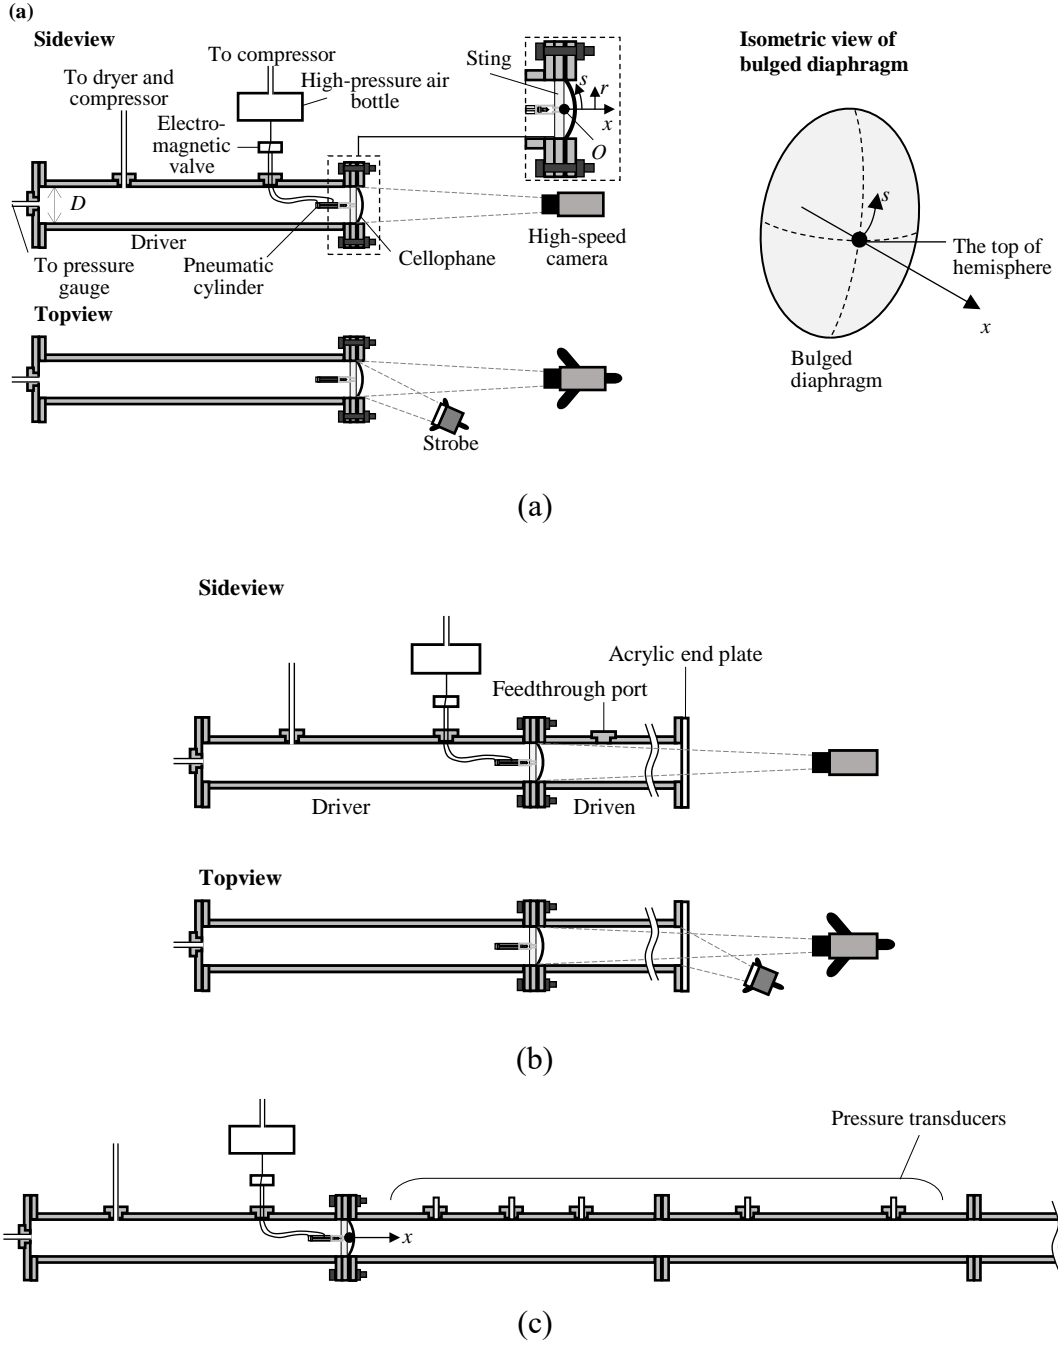 (a)
Sideview
To compressor
To dryer and
compressor
High-pressure air
bottle
Electro-
magnetic
valve
Sting
s
r
x
O
Isometric view of
bulged diaphragm
D
Driver
To pressure
gauge
Pneumatic
cylinder
Cellophane
High-speed
camera
s
The top of
hemisphere
x
Bulged
diaphragm
Topview
Strobe
(a)
Sideview
Acrylic end plate
Feedthrough port
Driver
Driven
Topview
(b)
Pressure transducers
x
(c)